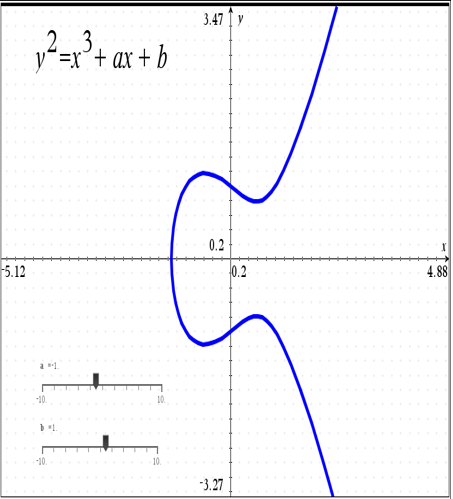 3.47 y
y²=x³+ ax + b
0.2 x
-5.12 0.2 4.88
a =-1.
-10. 10.
b =1.
-10. 10.
-3.27